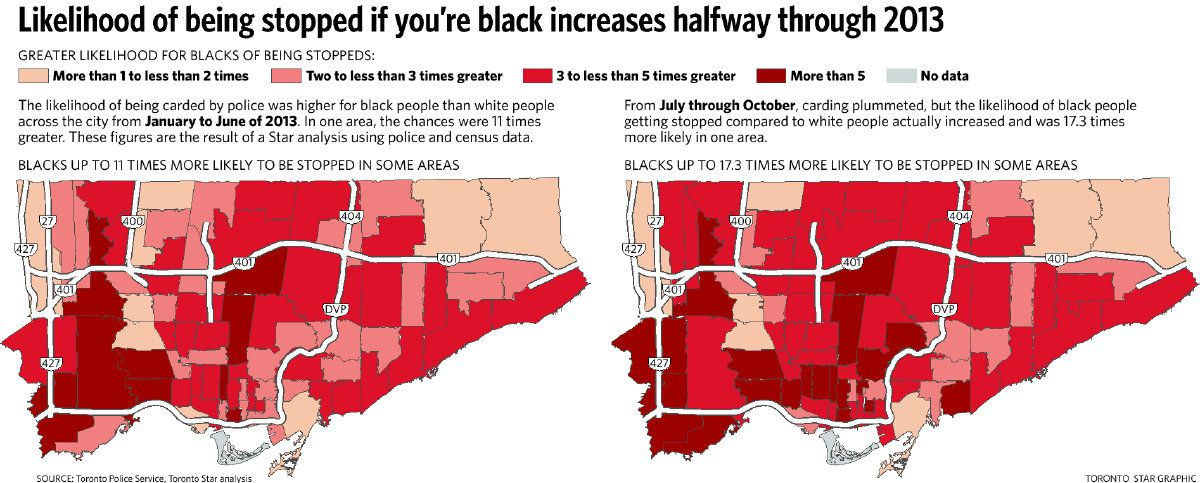 Likelihood of being stopped if you're black increases halfway through 2013
GREATER LIKELIHOOD FOR BLACKS OF BEING STOPPEDS:
More than 1 to less than 2 times
Two to less than 3 times greater
3 to less than 5 times greater
More than 5
No data
The likelihood of being carded by police was higher for black people than white people
across the city from January to June of 2013. In one area, the chances were 11 times
greater. These figures are the result of a Star analysis using police and census data.
BLACKS UP TO 11 TIMES MORE LIKELY TO BE STOPPED IN SOME AREAS
27
400
404
427
401
401
401
DVP
427
From July through October, carding plummeted, but the likelihood of black people
getting stopped compared to white people actually increased and was 17.3 times
more likely in one area.
BLACKS UP TO 17.3 TIMES MORE LIKELY TO BE STOPPED IN SOME AREAS
27
400
404
427
401
401
401
DVP
427
SOURCE: Toronto Police Service, Toronto Star analysis
TORONTO STAR GRAPHIC